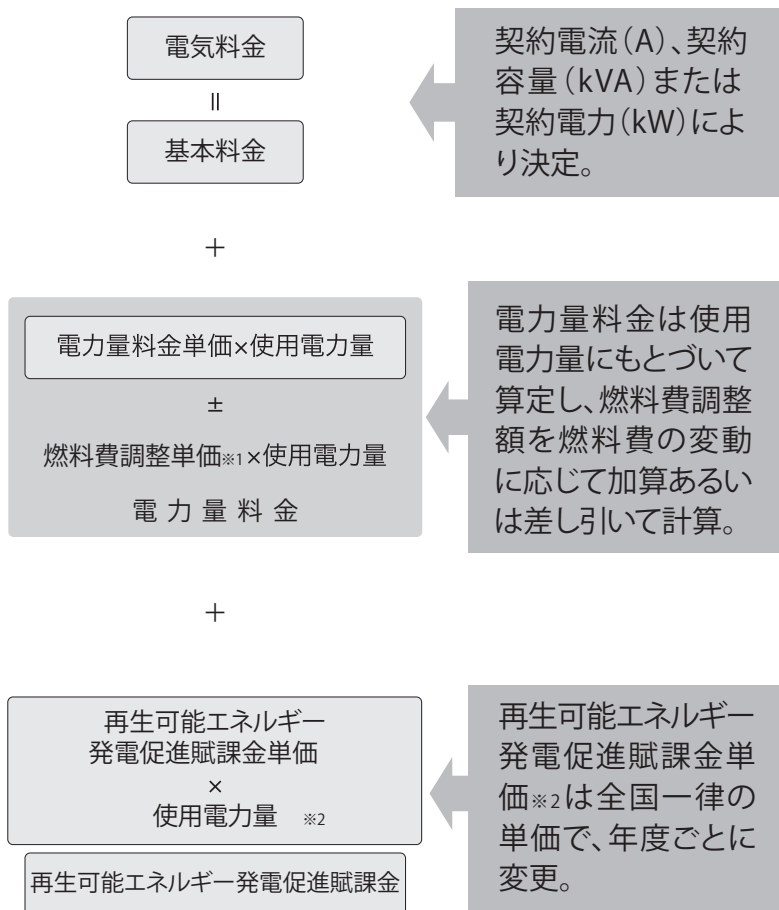 電気料金
＝
基本料金
契約電流(A)、契約
容量(kVA)または
契約電力(kW)によ
り決定。
＋
電力量料金単価×使用電力量
±
燃料費調整単価※1×使用電力量
電力量料金
電力量料金は使用
電力量にもとづいて
算定し、燃料費調整
額を燃料費の変動
に応じて加算あるい
は差し引いて計算。
＋
再生可能エネルギー
発電促進賦課金単価
×
使用電力量 ※2
再生可能エネルギー発電促進賦課金
再生可能エネルギー
発電促進賦課金単
価※2は全国一律の
単価で、年度ごとに
変更。